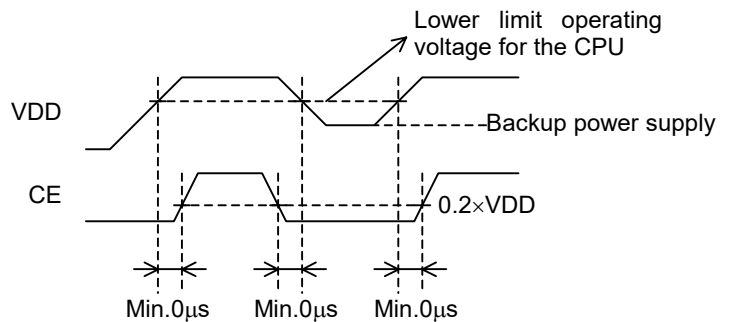 Lower limit operating
voltage for the CPU
VDD
Backup power supply
CE
0.2×VDD
Min.0μs
Min.0μs
Min.0μs